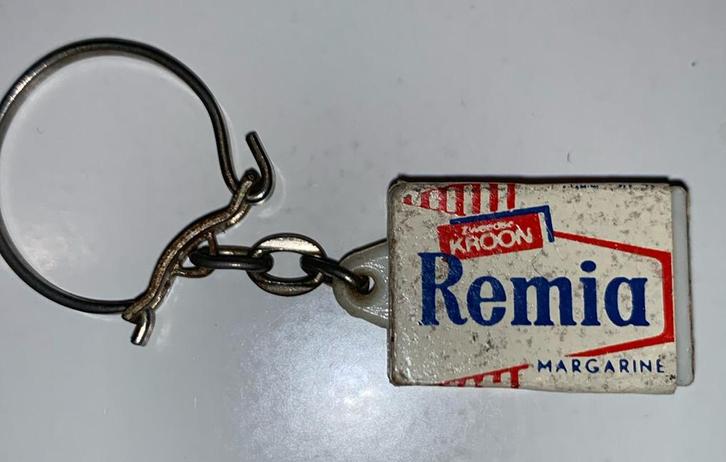 Zweedse
KROON
Remia
MARGARINE